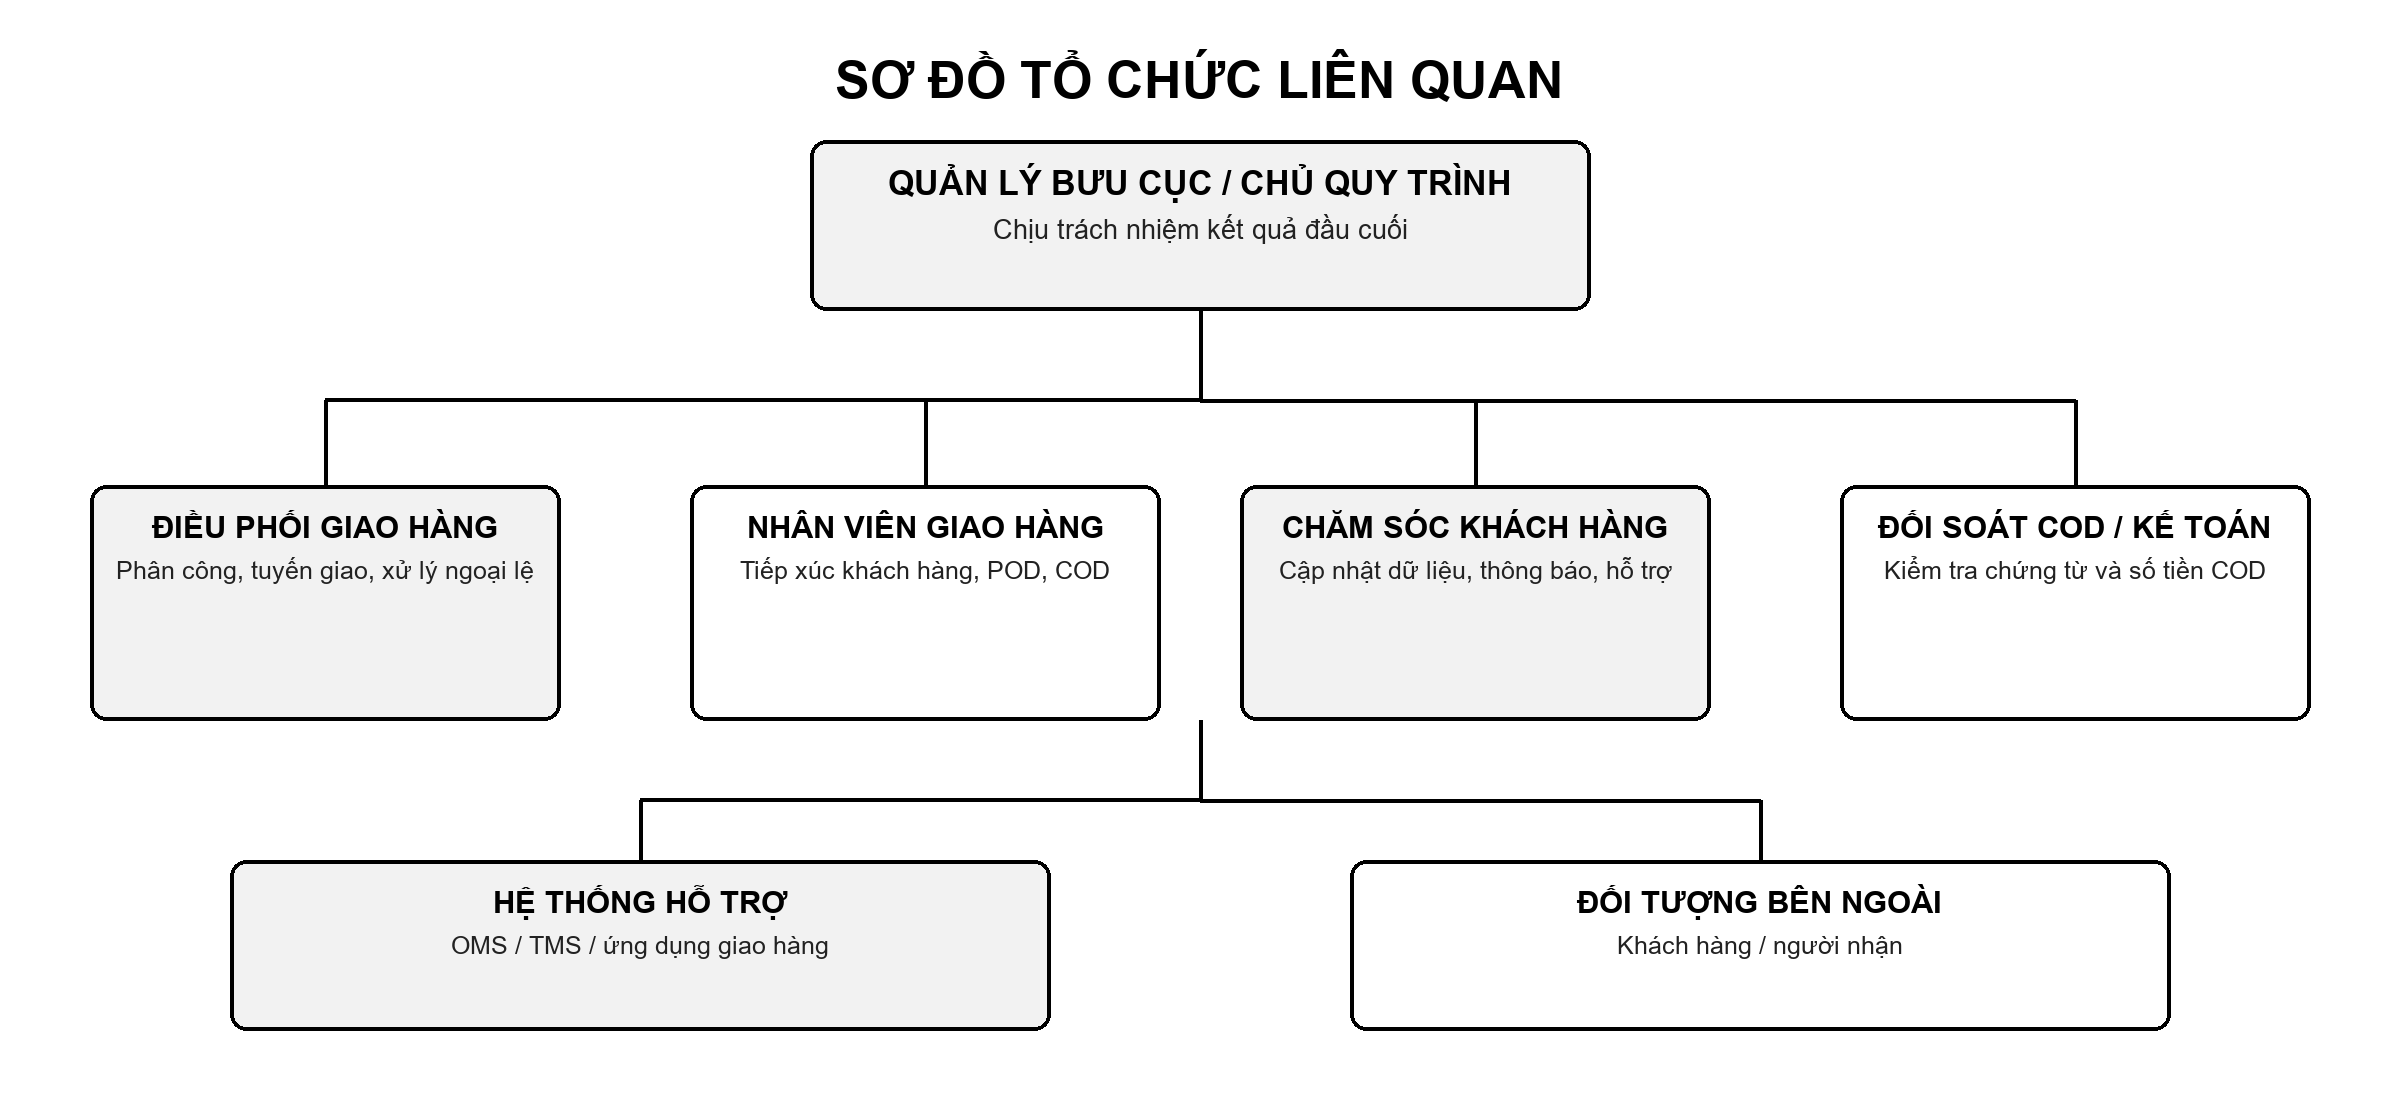 SƠ ĐỒ TỔ CHỨC LIÊN QUAN
QUẢN LÝ BƯU CỤC / CHỦ QUY TRÌNH
Chịu trách nhiệm kết quả đầu cuối
ĐIỀU PHỐI GIAO HÀNG
Phân công, tuyến giao, xử lý ngoại lệ
NHÂN VIÊN GIAO HÀNG
Tiếp xúc khách hàng, POD, COD
CHĂM SÓC KHÁCH HÀNG
Cập nhật dữ liệu, thông báo, hỗ trợ
ĐỐI SOÁT COD / KẾ TOÁN
Kiểm tra chứng từ và số tiền COD
HỆ THỐNG HỖ TRỢ
OMS / TMS / ứng dụng giao hàng
ĐỐI TƯỢNG BÊN NGOÀI
Khách hàng / người nhận